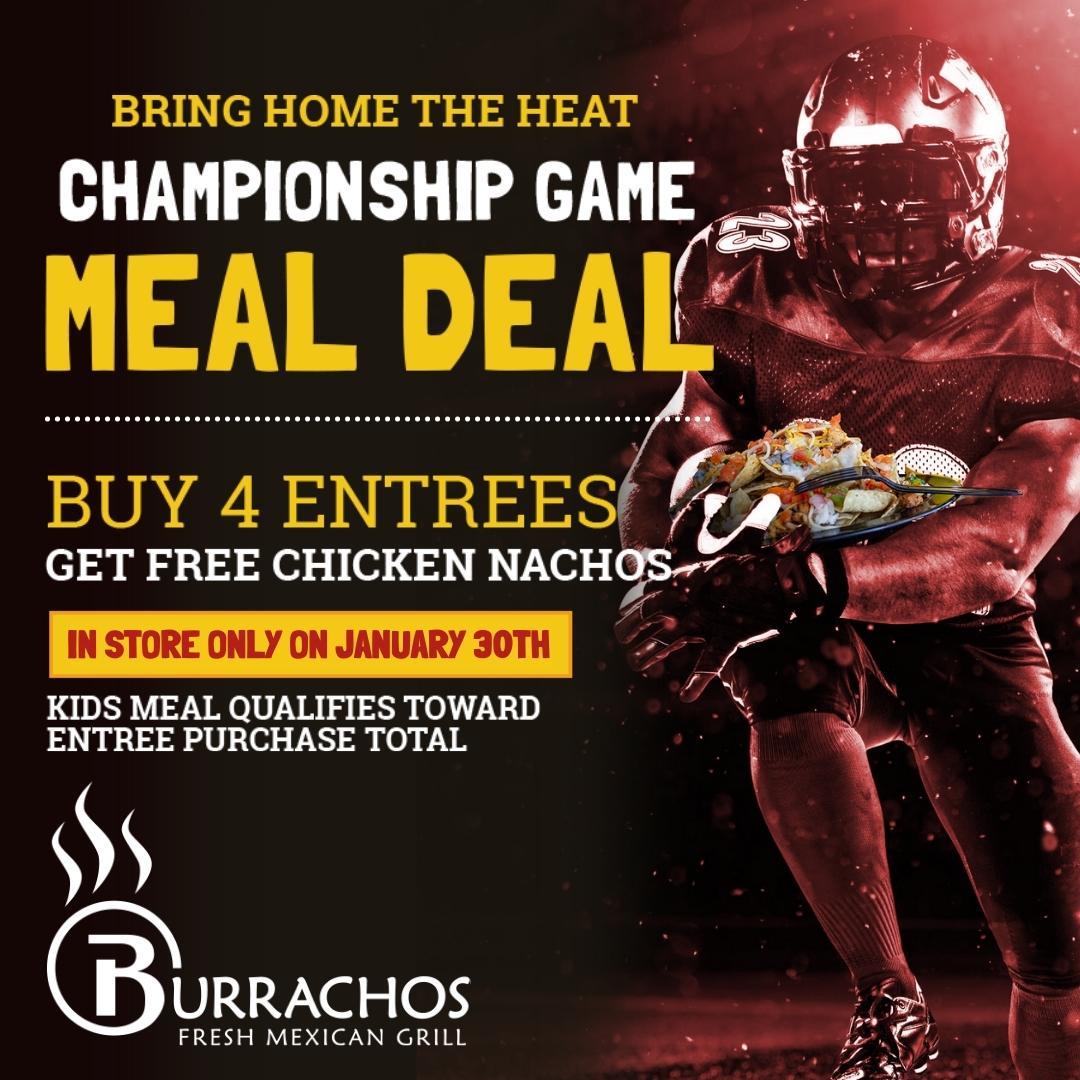 BRING HOME THE HEAT
CHAMPIONSHIP GAME
MEAL DEAL
BUY 4 ENTREES
GET FREE CHICKEN NACHOS
IN STORE ONLY ON JANUARY 30TH
KIDS MEAL QUALIFIES TOWARD
ENTREE PURCHASE TOTAL
BURRACHOS
FRESH MEXICAN GRILL
23